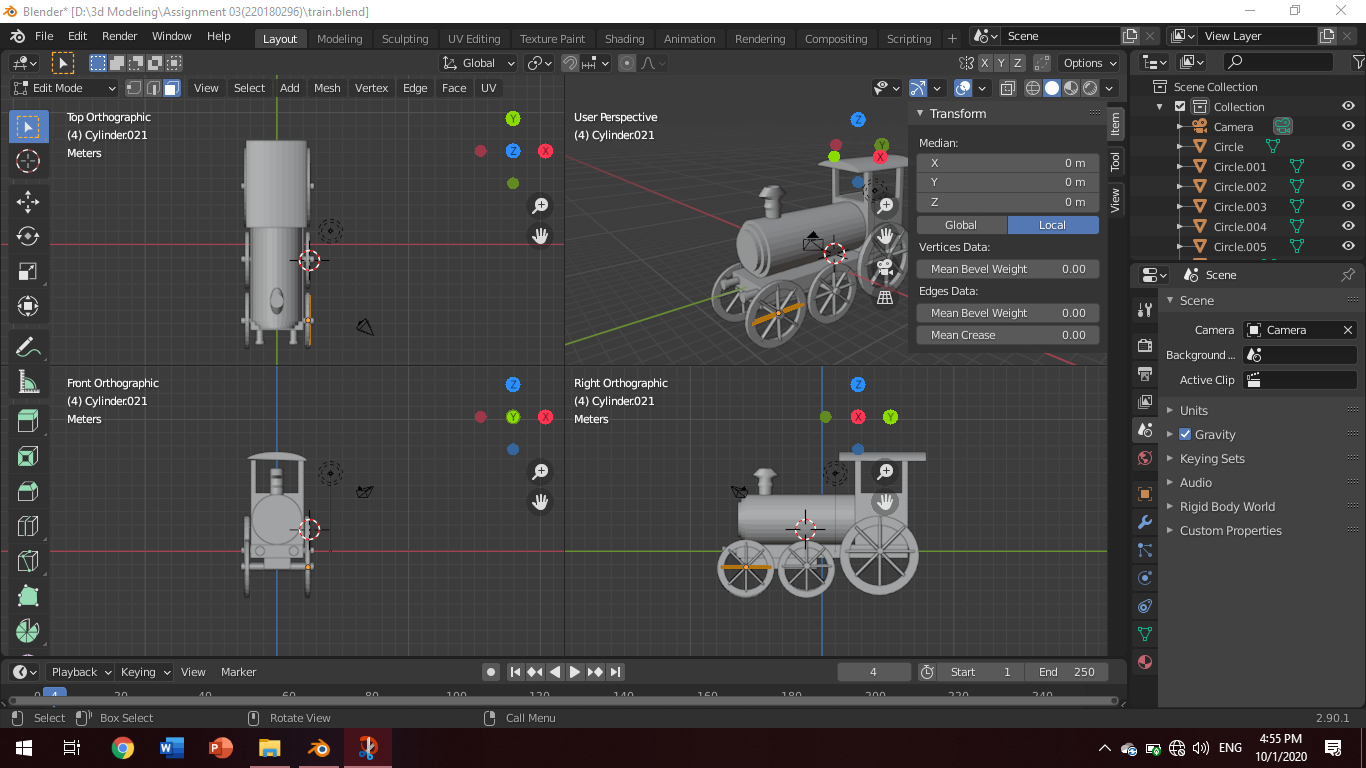 Blender* [D:\3d Modeling\Assignment 03(220180296)\train.blend]
File Edit Render Window Help Layout Modeling Sculpting UV Editing Texture Paint Shading Animation Rendering Compositing Scripting + Scene View Layer
Global X Y Z Options
Edit Mode View Select Add Mesh Vertex Edge Face UV
Top Orthographic
(4) Cylinder.021
Meters
Y
Z X
User Perspective
(4) Cylinder.021
Z
Y
X
Transform
Median:
X 0 m
Y 0 m
Z 0 m
Global Local
Vertices Data:
Mean Bevel Weight 0.00
Edges Data:
Mean Bevel Weight 0.00
Mean Crease 0.00
Item
Tool
View
Front Orthographic
(4) Cylinder.021
Meters
Z
Y X
Right Orthographic
(4) Cylinder.021
Meters
Z
X Y
Scene Collection
Collection
Camera
Circle
Circle.001
Circle.002
Circle.003
Circle.004
Circle.005
Scene
Scene
Camera Camera
Background ...
Active Clip
Units
Gravity
Keying Sets
Audio
Rigid Body World
Custom Properties
Playback Keying View Marker 4 Start 1 End 250
0 4 20 40 60 80 100 120 140 160 180 200 220 240
Select Box Select Rotate View Call Menu 2.90.1
ENG
4:55 PM
10/1/2020